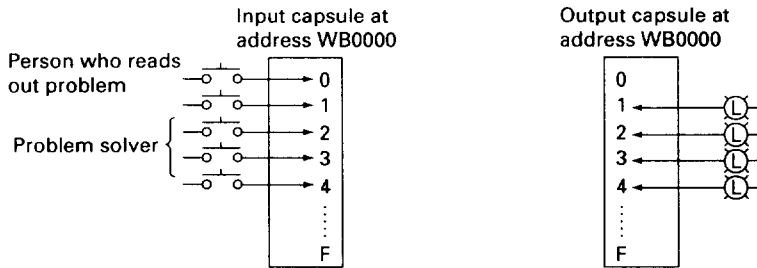 Input capsule at
address WB0000
Person who reads
out problem
Problem solver
0
1
2
3
4
F
Output capsule at
address WB0000
0
1
2
3
4
F
L
L
L
L